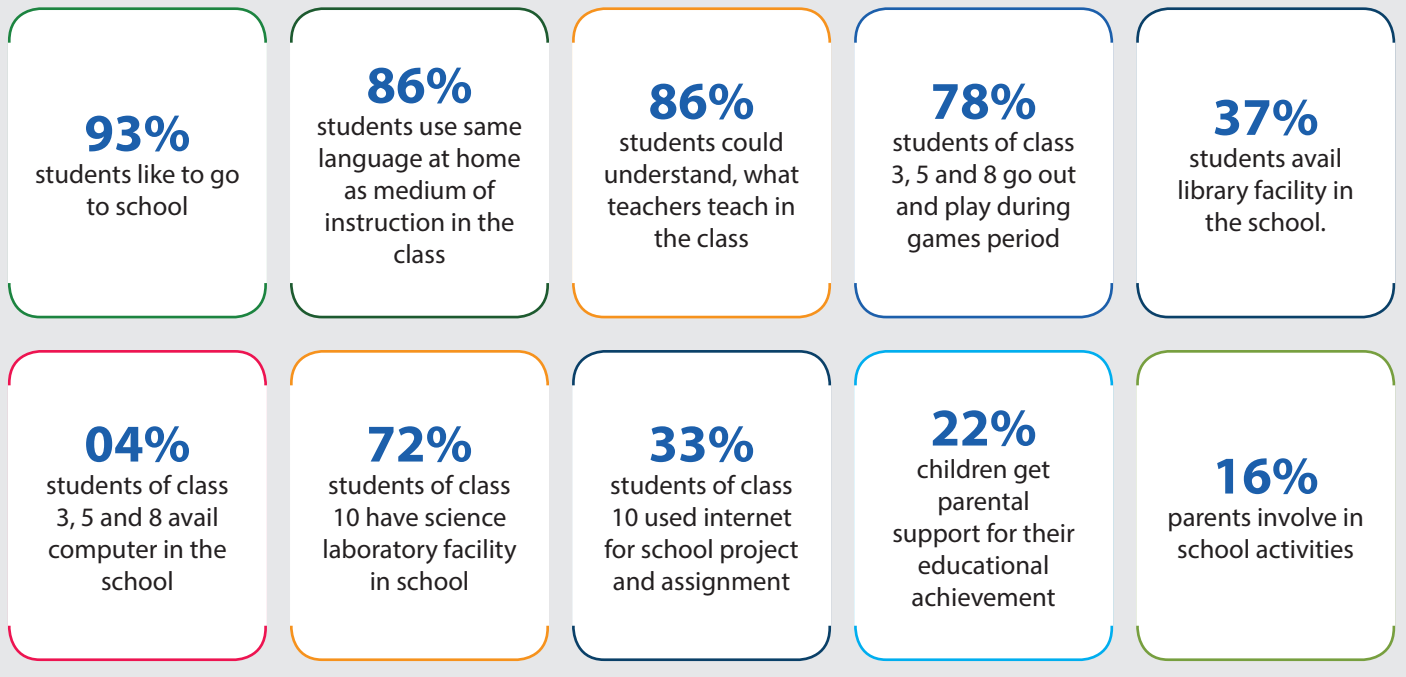 93%
students like to go
to school
86%
students use same
language at home
as medium of
instruction in the
class
86%
students could
understand, what
teachers teach in
the class
78%
students of class
3, 5 and 8 go out
and play during
games period
37%
students avail
library facility in
the school.
04%
students of class
3, 5 and 8 avail
computer in the
school
72%
students of class
10 have science
laboratory facility
in school
33%
students of class
10 used internet
for school project
and assignment
22%
children get
parental
support for their
educational
achievement
16%
parents involve in
school activities